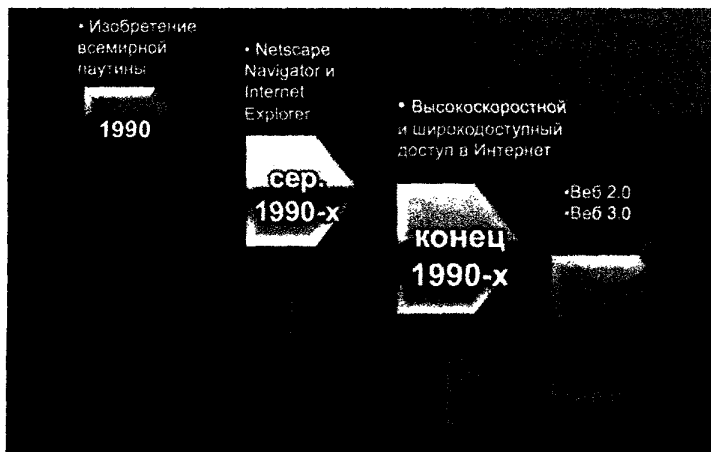 • Изобретение
всемирной
паутины
1990
• Netscape
Navigator и
Internet
Explorer
сер.
1990-х
• Высокоскоростной
и широкодоступный
доступ в Интернет
конец
1990-х
•Веб 2.0
•Веб 3.0